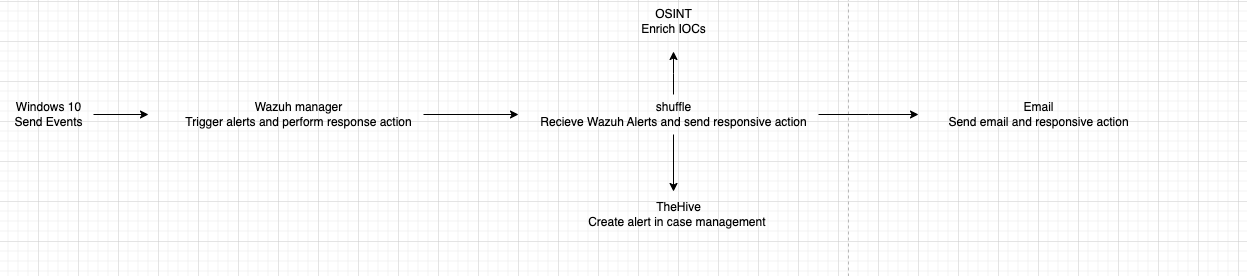 OSINT
Enrich IOCs
Windows 10
Send Events
Wazuh manager
Trigger alerts and perform response action
shuffle
Recieve Wazuh Alerts and send responsive action
Email
Send email and responsive action
TheHive
Create alert in case management